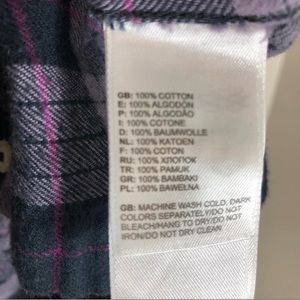 GB: 100% COTTON
E: 100% ALGODÓN
P: 100% ALGODÃO
I: 100% COTONE
D: 100% BAUMWOLLE
NL: 100% KATOEN
F: 100% COTON
RU: 100% ХЛОПОК
TR: 100% PAMUK
GR: 100% BAMBAKI
PL: 100% BAWEŁNA
GB: MACHINE WASH COLD, DARK
COLORS SEPARATELY/DO NOT
BLEACH/HANG TO DRY/DO NOT
IRON/DO NOT DRY CLEAN